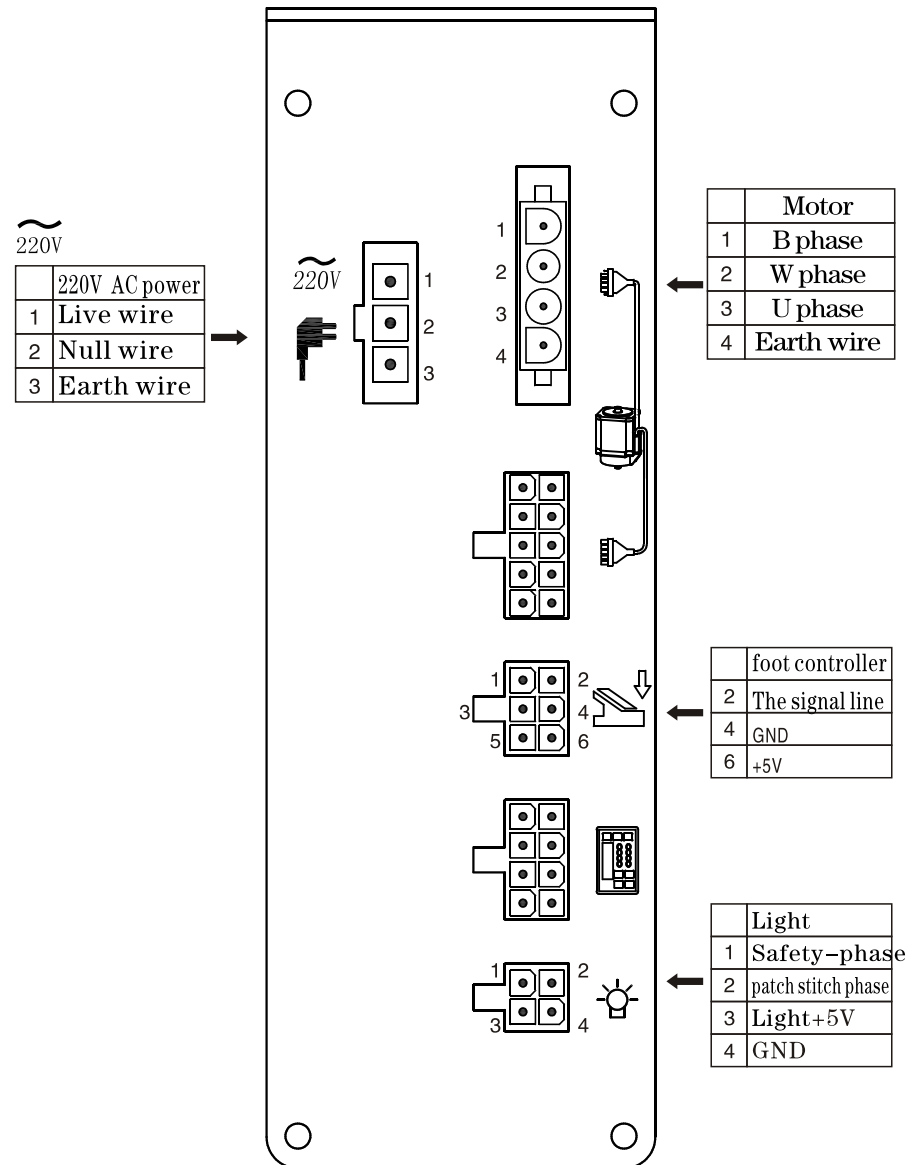 220V
220V AC power
1 Live wire
2 Null wire
3 Earth wire
220V
1
2
3
1
2
3
4
Motor
1 B phase
2 W phase
3 U phase
4 Earth wire
1 2
3 4
5 6
foot controller
2 The signal line
4 GND
6 +5V
1 2
3 4
Light
1 Safety-phase
2 patch stitch phase
3 Light+5V
4 GND